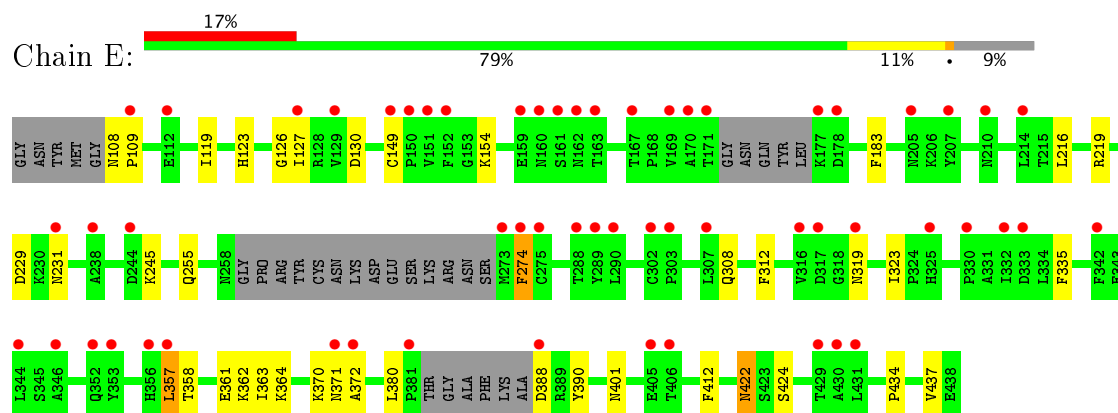 17%
Chain E:
79% 11% • 9%
GLY ASN TYR MET GLY N108 P109 E112 I119 H123 G126 T127 R128 V129 D130 C149 P150 V151 F152 G153 K154 E159 N160 S161 N162 T163 T167 P168 V169 A170 T171 GLY ASN GLN TYR LEU K177 D178 F183 N205 K206 Y207 N210 L214 T215 L216 R219
D229 K230 N231 A238 D244 K245 Q255 N258 GLY PRO ARG TYR CYS ASN LYS ASP GLU SER SER LYS ARG ASN SER M273 F274 C275 T288 Y289 L290 C302 P303 L307 Q308 F312 V316 D317 G318 N319 I323 P324 H325 P330 A331 I332 D333 L334 F335 F342
L344 S345 A346 Q352 Y353 H356 L357 T358 E361 K362 I363 K364 K370 N371 A372 L380 P381 THR GLY ALA PHE LYS ALA D388 R389 Y390 N401 E405 T406 F412 N422 S423 S424 T429 A430 L431 P434 V437 E438